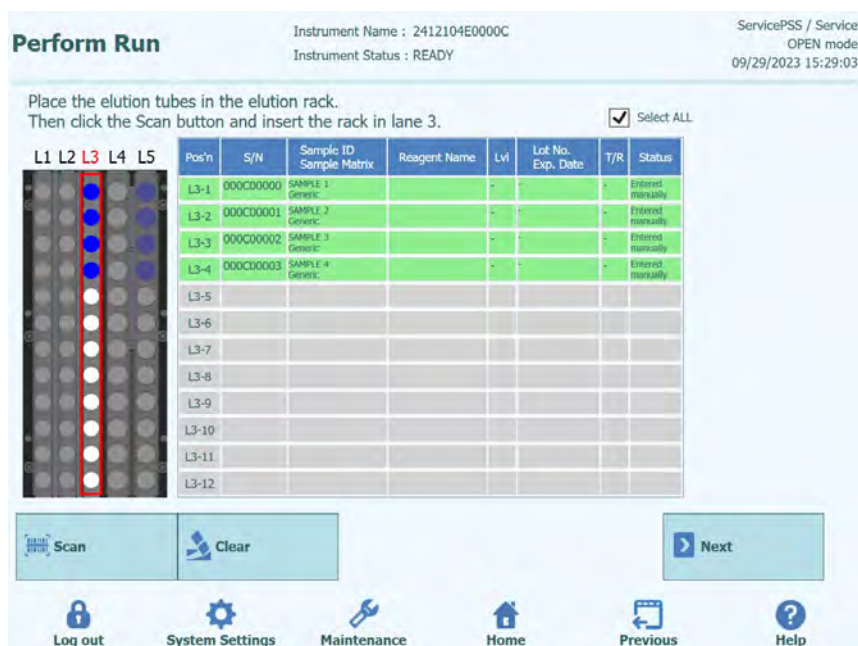 Perform Run
Instrument Name : 2412104E0000C
Instrument Status : READY
ServicePSS / Service
OPEN mode
09/29/2023 15:29:03
Place the elution tubes in the elution rack.
Then click the Scan button and insert the rack in lane 3.
Select ALL
L1 L2 L3 L4 L5
Pos'n S/N Sample ID Sample Matrix Reagent Name Lvl Lot No. Exp. Date T/R Status
L3-1 000C00000 SAMPLE 1 Generic - - - Entered manually
L3-2 000C00001 SAMPLE 2 Generic - - - Entered manually
L3-3 000C00002 SAMPLE 3 Generic - - - Entered manually
L3-4 000C00003 SAMPLE 4 Generic - - - Entered manually
L3-5
L3-6
L3-7
L3-8
L3-9
L3-10
L3-11
L3-12
Scan
Clear
Next
Log out
System Settings
Maintenance
Home
Previous
Help